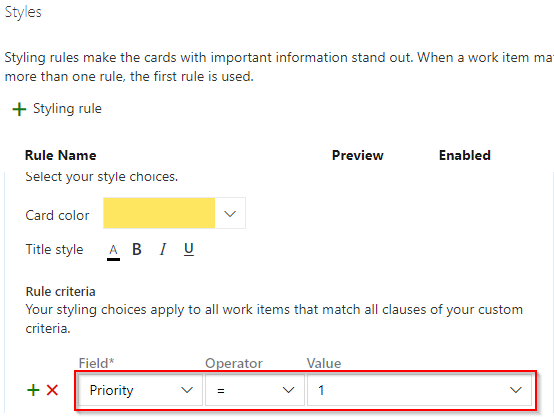 Styles
Styling rules make the cards with important information stand out. When a work item ma
more than one rule, the first rule is used.
+ Styling rule
Rule Name Preview Enabled
Select your style choices.
Card color
Title style A B I U
Rule criteria
Your styling choices apply to all work items that match all clauses of your custom
criteria.
Field* Operator Value
Priority = 1